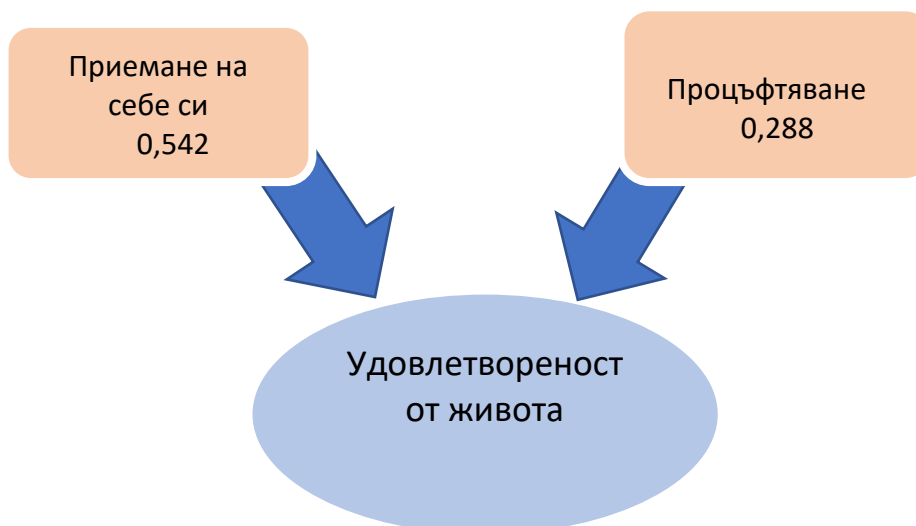 Приемане на
себе си
0,542
Процъфтяване
0,288
Удовлетвореност
от живота